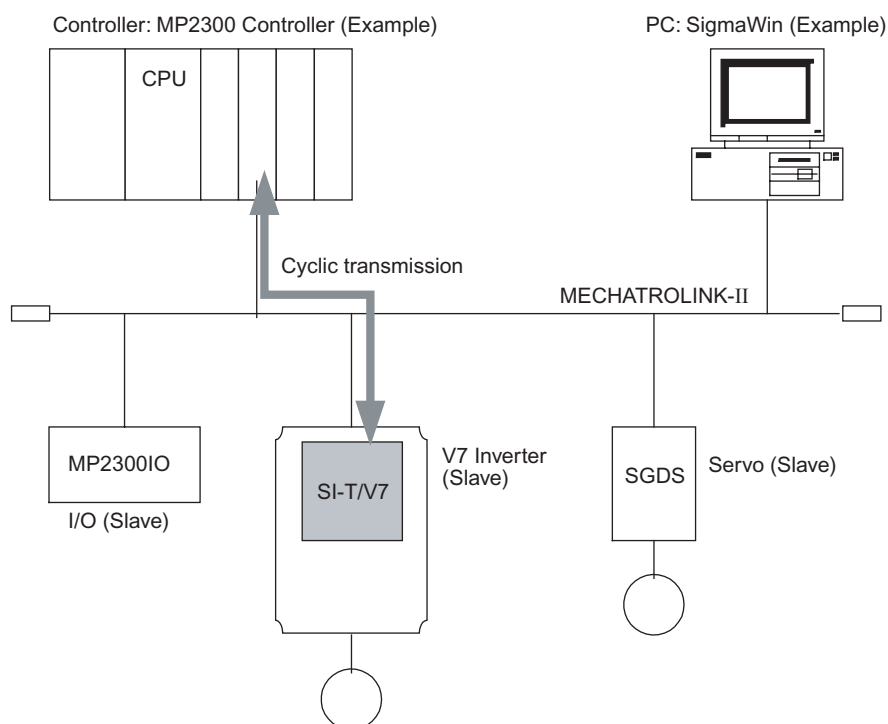 Controller: MP2300 Controller (Example)
PC: SigmaWin (Example)
CPU
Cyclic transmission
MECHATROLINK-II
MP2300IO
I/O (Slave)
SI-T/V7
V7 Inverter
(Slave)
SGDS
Servo (Slave)